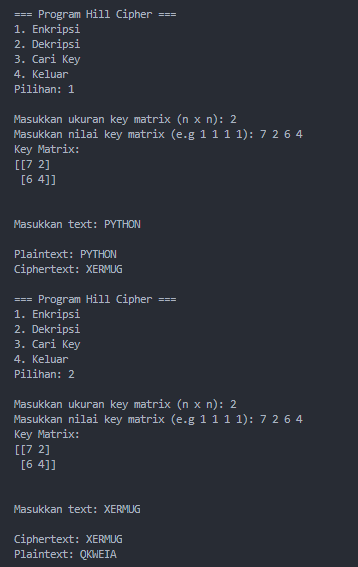 === Program Hill Cipher ===
1. Enkripsi
2. Dekripsi
3. Cari Key
4. Keluar
Pilihan: 1
Masukkan ukuran key matrix (n x n): 2
Masukkan nilai key matrix (e.g 1 1 1 1): 7 2 6 4
Key Matrix:
[[7 2]
[6 4]]
Masukkan text: PYTHON
Plaintext: PYTHON
Ciphertext: XERMUG
=== Program Hill Cipher ===
1. Enkripsi
2. Dekripsi
3. Cari Key
4. Keluar
Pilihan: 2
Masukkan ukuran key matrix (n x n): 2
Masukkan nilai key matrix (e.g 1 1 1 1): 7 2 6 4
Key Matrix:
[[7 2]
[6 4]]
Masukkan text: XERMUG
Ciphertext: XERMUG
Plaintext: QKWEIA